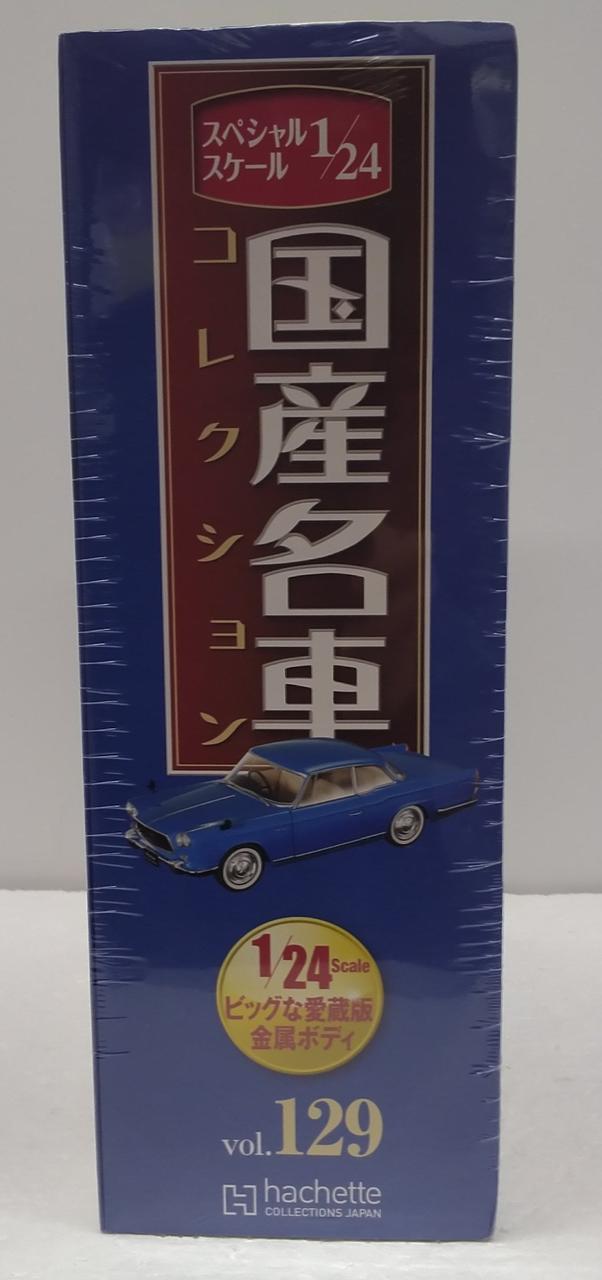 スペシャル
スケール
1/24
国産名車
コレクション
1/24 Scale
ビッグな愛蔵版
金属ボディ
vol.129
hachette
COLLECTIONS JAPAN